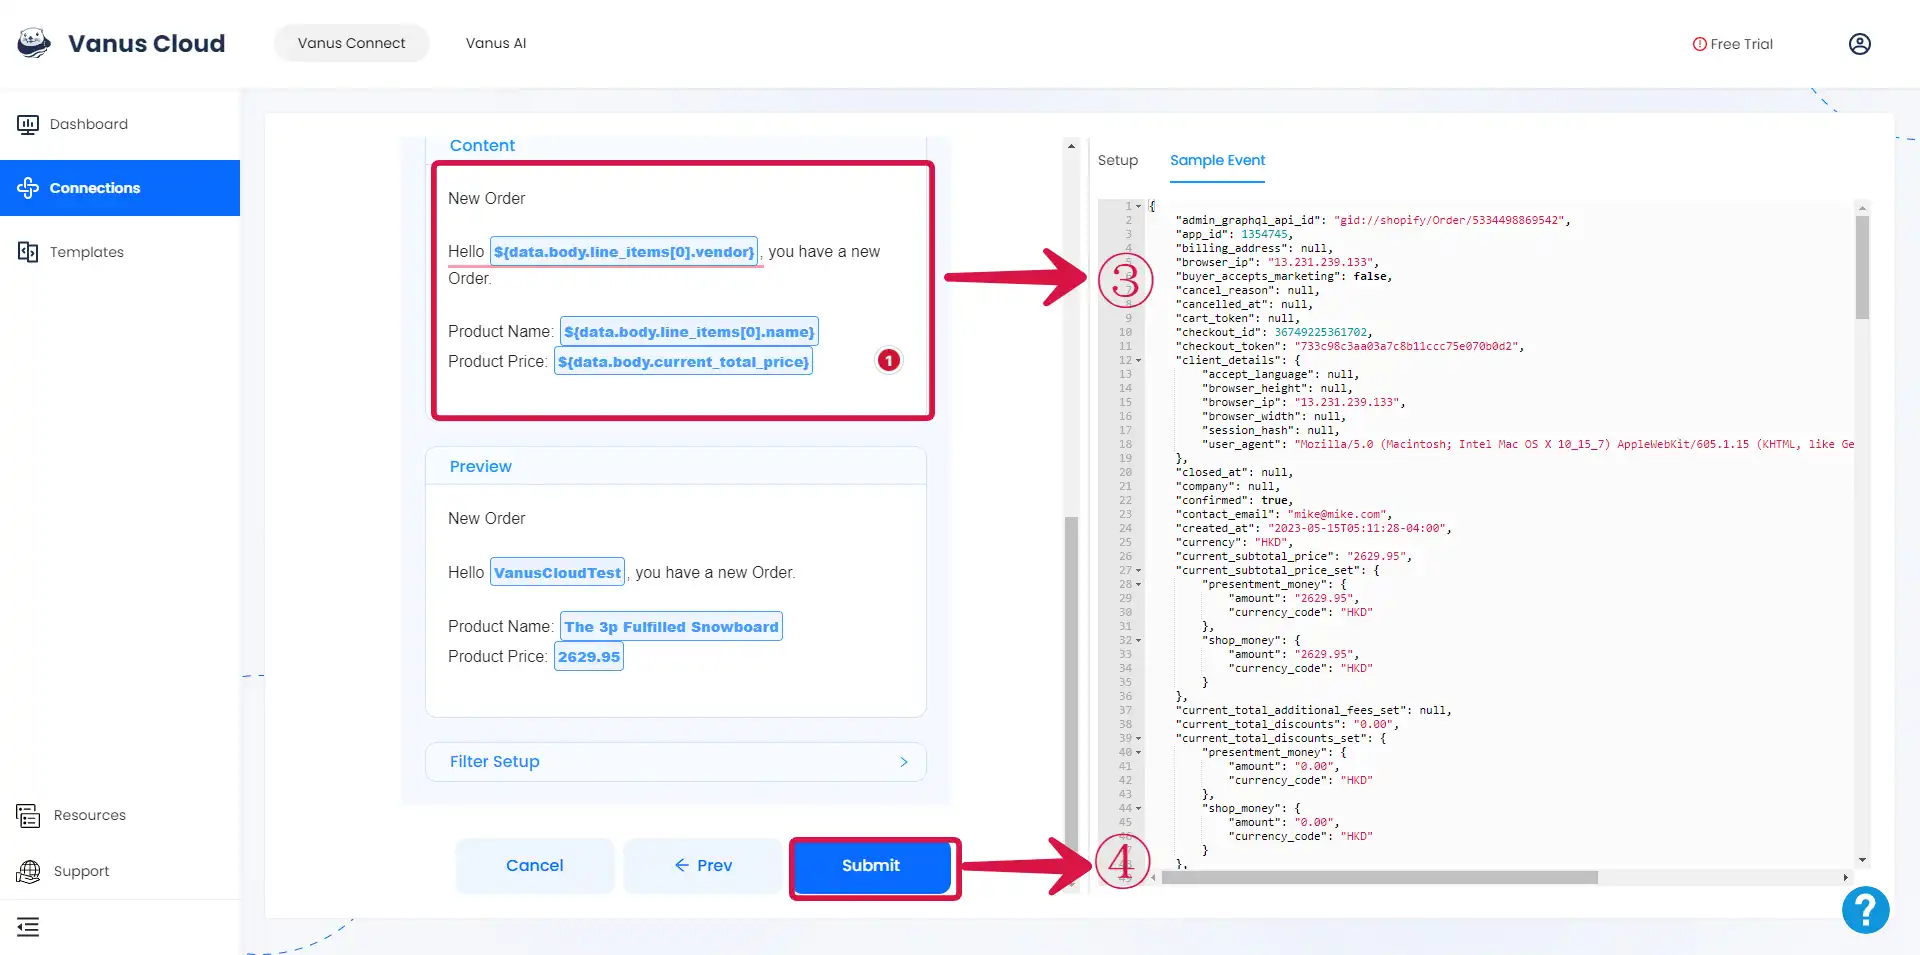 Vanus Cloud
Vanus Connect
Vanus AI
Free Trial
Dashboard
Connections
Templates
Resources
Support
Content
New Order
Hello ${data.body.line_items[0].vendor}, you have a new
Order.
Product Name: ${data.body.line_items[0].name}
Product Price: ${data.body.current_total_price}
1
Preview
New Order
Hello VanusCloudTest, you have a new Order.
Product Name: The 3p Fulfilled Snowboard
Product Price: 2629.95
Filter Setup
Cancel
Prev
Submit
③
④
Setup
Sample Event
1 {
2 "admin_graphql_api_id": "gid://shopify/Order/5334498869542",
3 "app_id": 1354745,
4 "billing_address": null,
"browser_ip": "13.231.239.133",
"buyer_accepts_marketing": false,
"cancel_reason": null,
8 "cancelled_at": null,
9 "cart_token": null,
10 "checkout_id": 36749225361702,
11 "checkout_token": "733c98c3aa03a7c8b11ccc75e070b0d2",
12 "client_details": {
13 "accept_language": null,
14 "browser_height": null,
15 "browser_ip": "13.231.239.133",
16 "browser_width": null,
17 "session_hash": null,
18 "user_agent": "Mozilla/5.0 (Macintosh; Intel Mac OS X 10_15_7) AppleWebKit/605.1.15 (KHTML, like Ge
19 },
20 "closed_at": null,
21 "company": null,
22 "confirmed": true,
23 "contact_email": "mike@mike.com",
24 "created_at": "2023-05-15T05:11:28-04:00",
25 "currency": "HKD",
26 "current_subtotal_price": "2629.95",
27 "current_subtotal_price_set": {
28 "presentment_money": {
29 "amount": "2629.95",
30 "currency_code": "HKD"
31 },
32 "shop_money": {
33 "amount": "2629.95",
34 "currency_code": "HKD"
35 }
36 },
37 "current_total_additional_fees_set": null,
38 "current_total_discounts": "0.00",
39 "current_total_discounts_set": {
40 "presentment_money": {
41 "amount": "0.00",
42 "currency_code": "HKD"
43 },
44 "shop_money": {
45 "amount": "0.00",
"currency_code": "HKD"
}
},
?